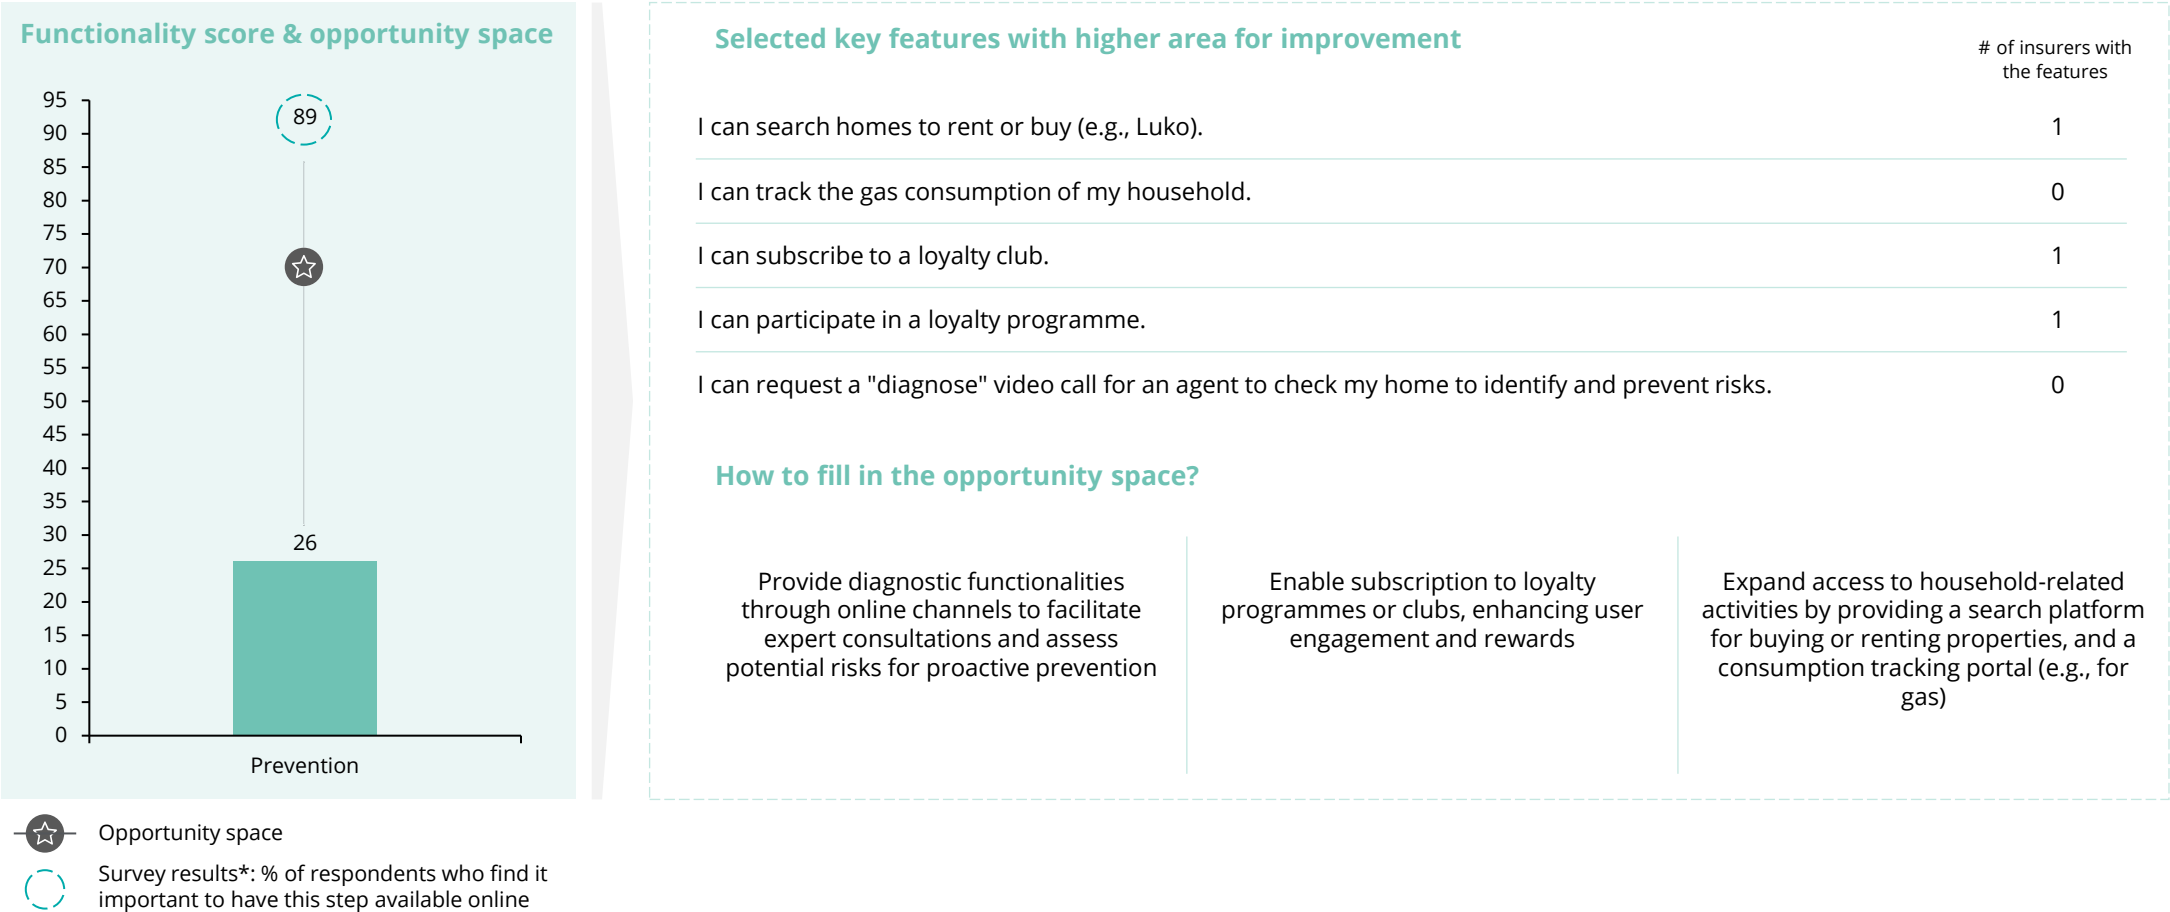 Functionality score & opportunity space
95
90
85
80
75
70
65
60
55
50
45
40
35
30
25
20
15
10
5
0
89
26
Prevention
Opportunity space
Survey results*: % of respondents who find it
important to have this step available online
Selected key features with higher area for improvement
# of insurers with
the features
I can search homes to rent or buy (e.g., Luko).
1
I can track the gas consumption of my household.
0
I can subscribe to a loyalty club.
1
I can participate in a loyalty programme.
1
I can request a "diagnose" video call for an agent to check my home to identify and prevent risks.
0
How to fill in the opportunity space?
Provide diagnostic functionalities
through online channels to facilitate
expert consultations and assess
potential risks for proactive prevention
Enable subscription to loyalty
programmes or clubs, enhancing user
engagement and rewards
Expand access to household-related
activities by providing a search platform
for buying or renting properties, and a
consumption tracking portal (e.g., for
gas)